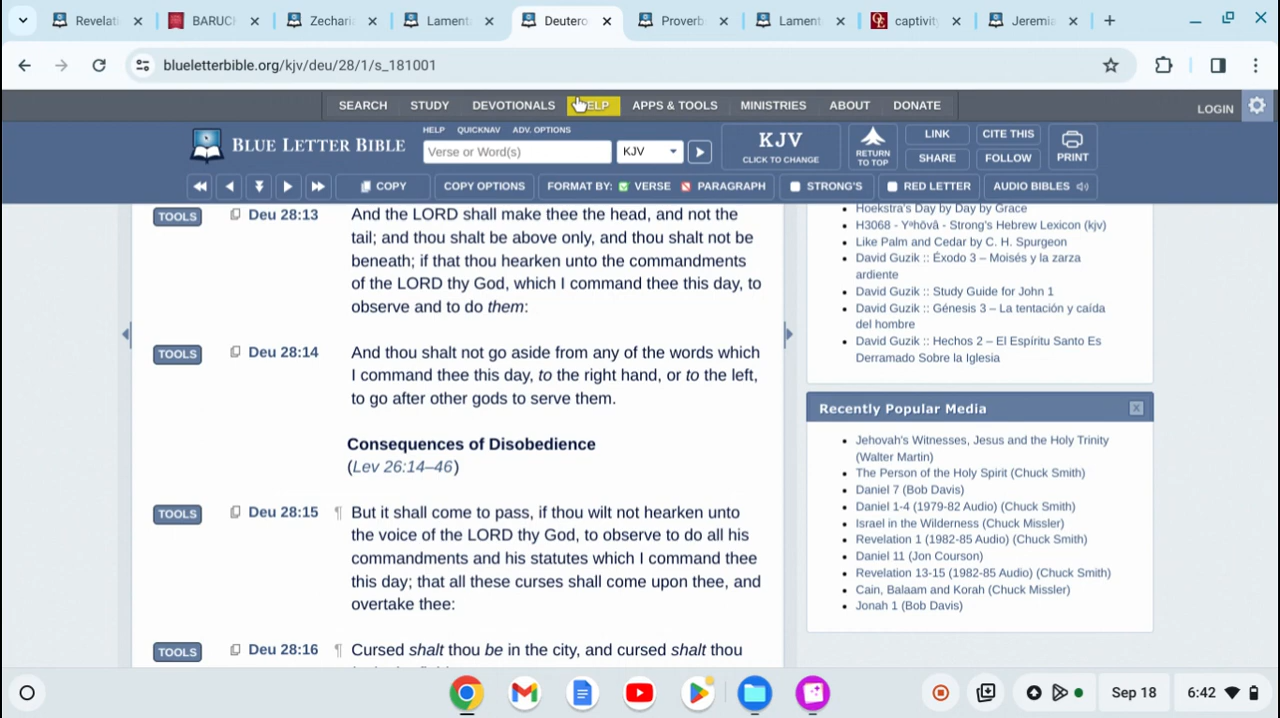 Revelati
BARUCH
Zechari
Lament
Deutero
Proverb
Lament
captivity
Jeremia
blueletterbible.org/kjv/deu/28/1/s_181001
SEARCH STUDY DEVOTIONALS HELP APPS & TOOLS MINISTRIES ABOUT DONATE
LOGIN
BLUE LETTER BIBLE
HELP QUICKNAV ADV. OPTIONS
Verse or Word(s)
KJV
KJV
CLICK TO CHANGE
RETURN
TO TOP
LINK
CITE THIS
SHARE
FOLLOW
PRINT
COPY COPY OPTIONS FORMAT BY: VERSE PARAGRAPH STRONG'S RED LETTER AUDIO BIBLES
TOOLS Deu 28:13 And the LORD shall make thee the head, and not the
tail; and thou shalt be above only, and thou shalt not be
beneath; if that thou hearken unto the commandments
of the LORD thy God, which I command thee this day, to
observe and to do them:
TOOLS Deu 28:14 And thou shalt not go aside from any of the words which
I command thee this day, to the right hand, or to the left,
to go after other gods to serve them.
Consequences of Disobedience
(Lev 26:14–46)
TOOLS Deu 28:15 ¶ But it shall come to pass, if thou wilt not hearken unto
the voice of the LORD thy God, to observe to do all his
commandments and his statutes which I command thee
this day; that all these curses shall come upon thee, and
overtake thee:
TOOLS Deu 28:16 ¶ Cursed shalt thou be in the city, and cursed shalt thou
Hoekstra's Day by Day by Grace
H3068 - Yᵊhōvâ - Strong's Hebrew Lexicon (kjv)
Like Palm and Cedar by C. H. Spurgeon
David Guzik :: Éxodo 3 – Moisés y la zarza
ardiente
David Guzik :: Study Guide for John 1
David Guzik :: Génesis 3 – La tentación y caída
del hombre
David Guzik :: Hechos 2 – El Espíritu Santo Es
Derramado Sobre la Iglesia
Recently Popular Media
Jehovah's Witnesses, Jesus and the Holy Trinity
(Walter Martin)
The Person of the Holy Spirit (Chuck Smith)
Daniel 7 (Bob Davis)
Daniel 1-4 (1979-82 Audio) (Chuck Smith)
Israel in the Wilderness (Chuck Missler)
Revelation 1 (1982-85 Audio) (Chuck Smith)
Daniel 11 (Jon Courson)
Revelation 13-15 (1982-85 Audio) (Chuck Smith)
Cain, Balaam and Korah (Chuck Missler)
Jonah 1 (Bob Davis)
Sep 18 6:42